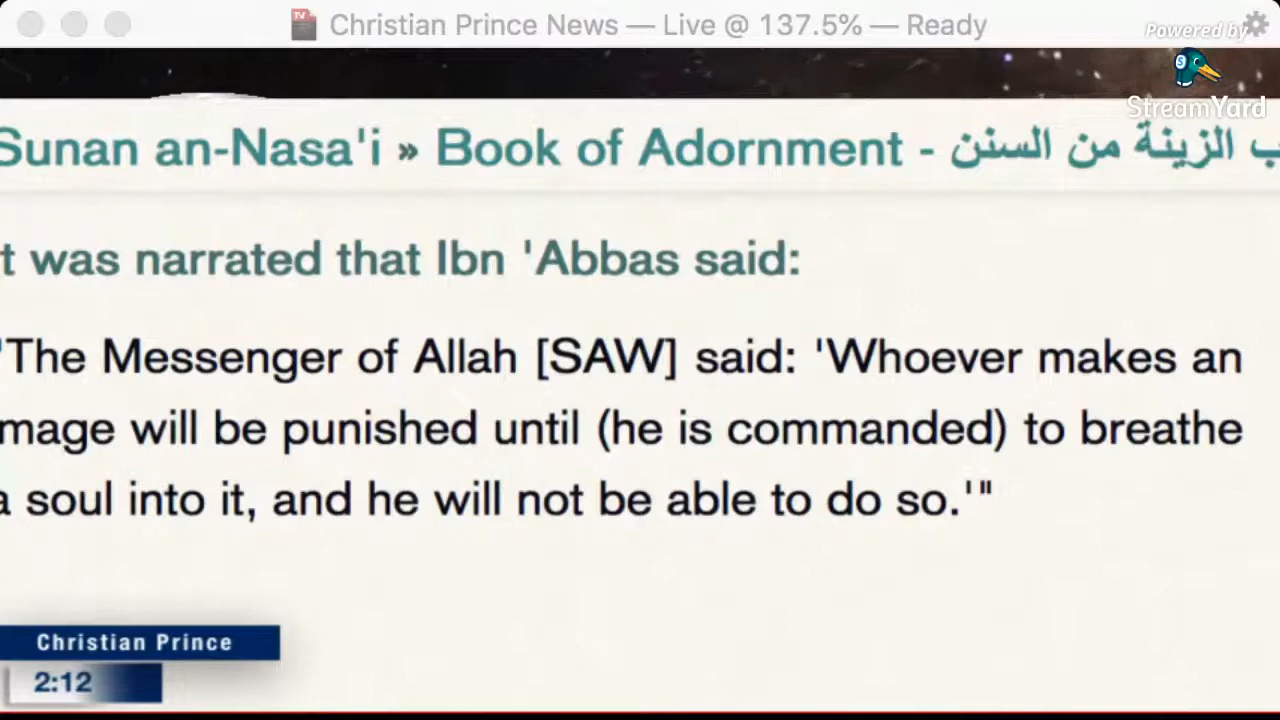 Christian Prince News — Live @ 137.5% — Ready
Powered by
StreamYard
Sunan an-Nasa'i » Book of Adornment - ب الزينة من السنن
t was narrated that Ibn 'Abbas said:
"The Messenger of Allah [SAW] said: 'Whoever makes an
mage will be punished until (he is commanded) to breathe
a soul into it, and he will not be able to do so.'"
Christian Prince
2:12